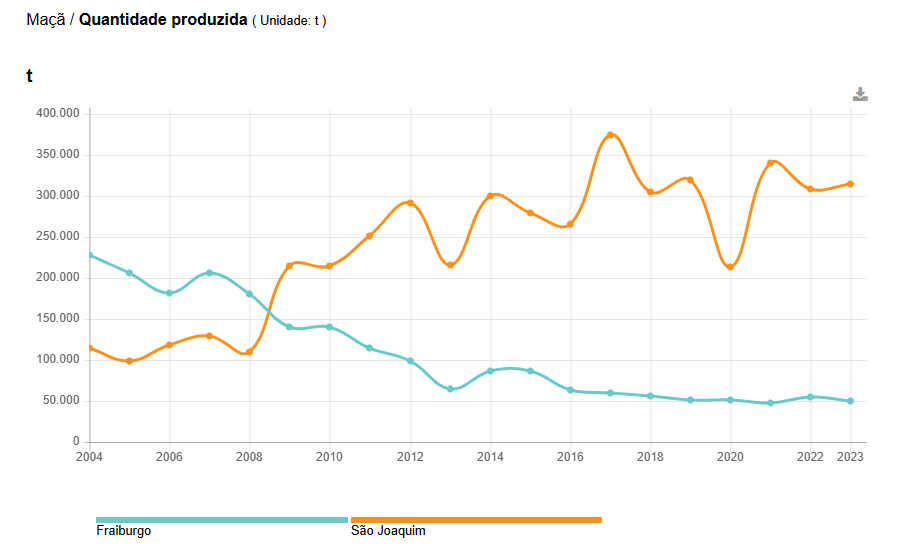 Maçã / Quantidade produzida ( Unidade: t )
t
400.000
350.000
300.000
250.000
200.000
150.000
100.000
50.000
0
2004 2006 2008 2010 2012 2014 2016 2018 2020 2022 2023
Fraiburgo São Joaquim